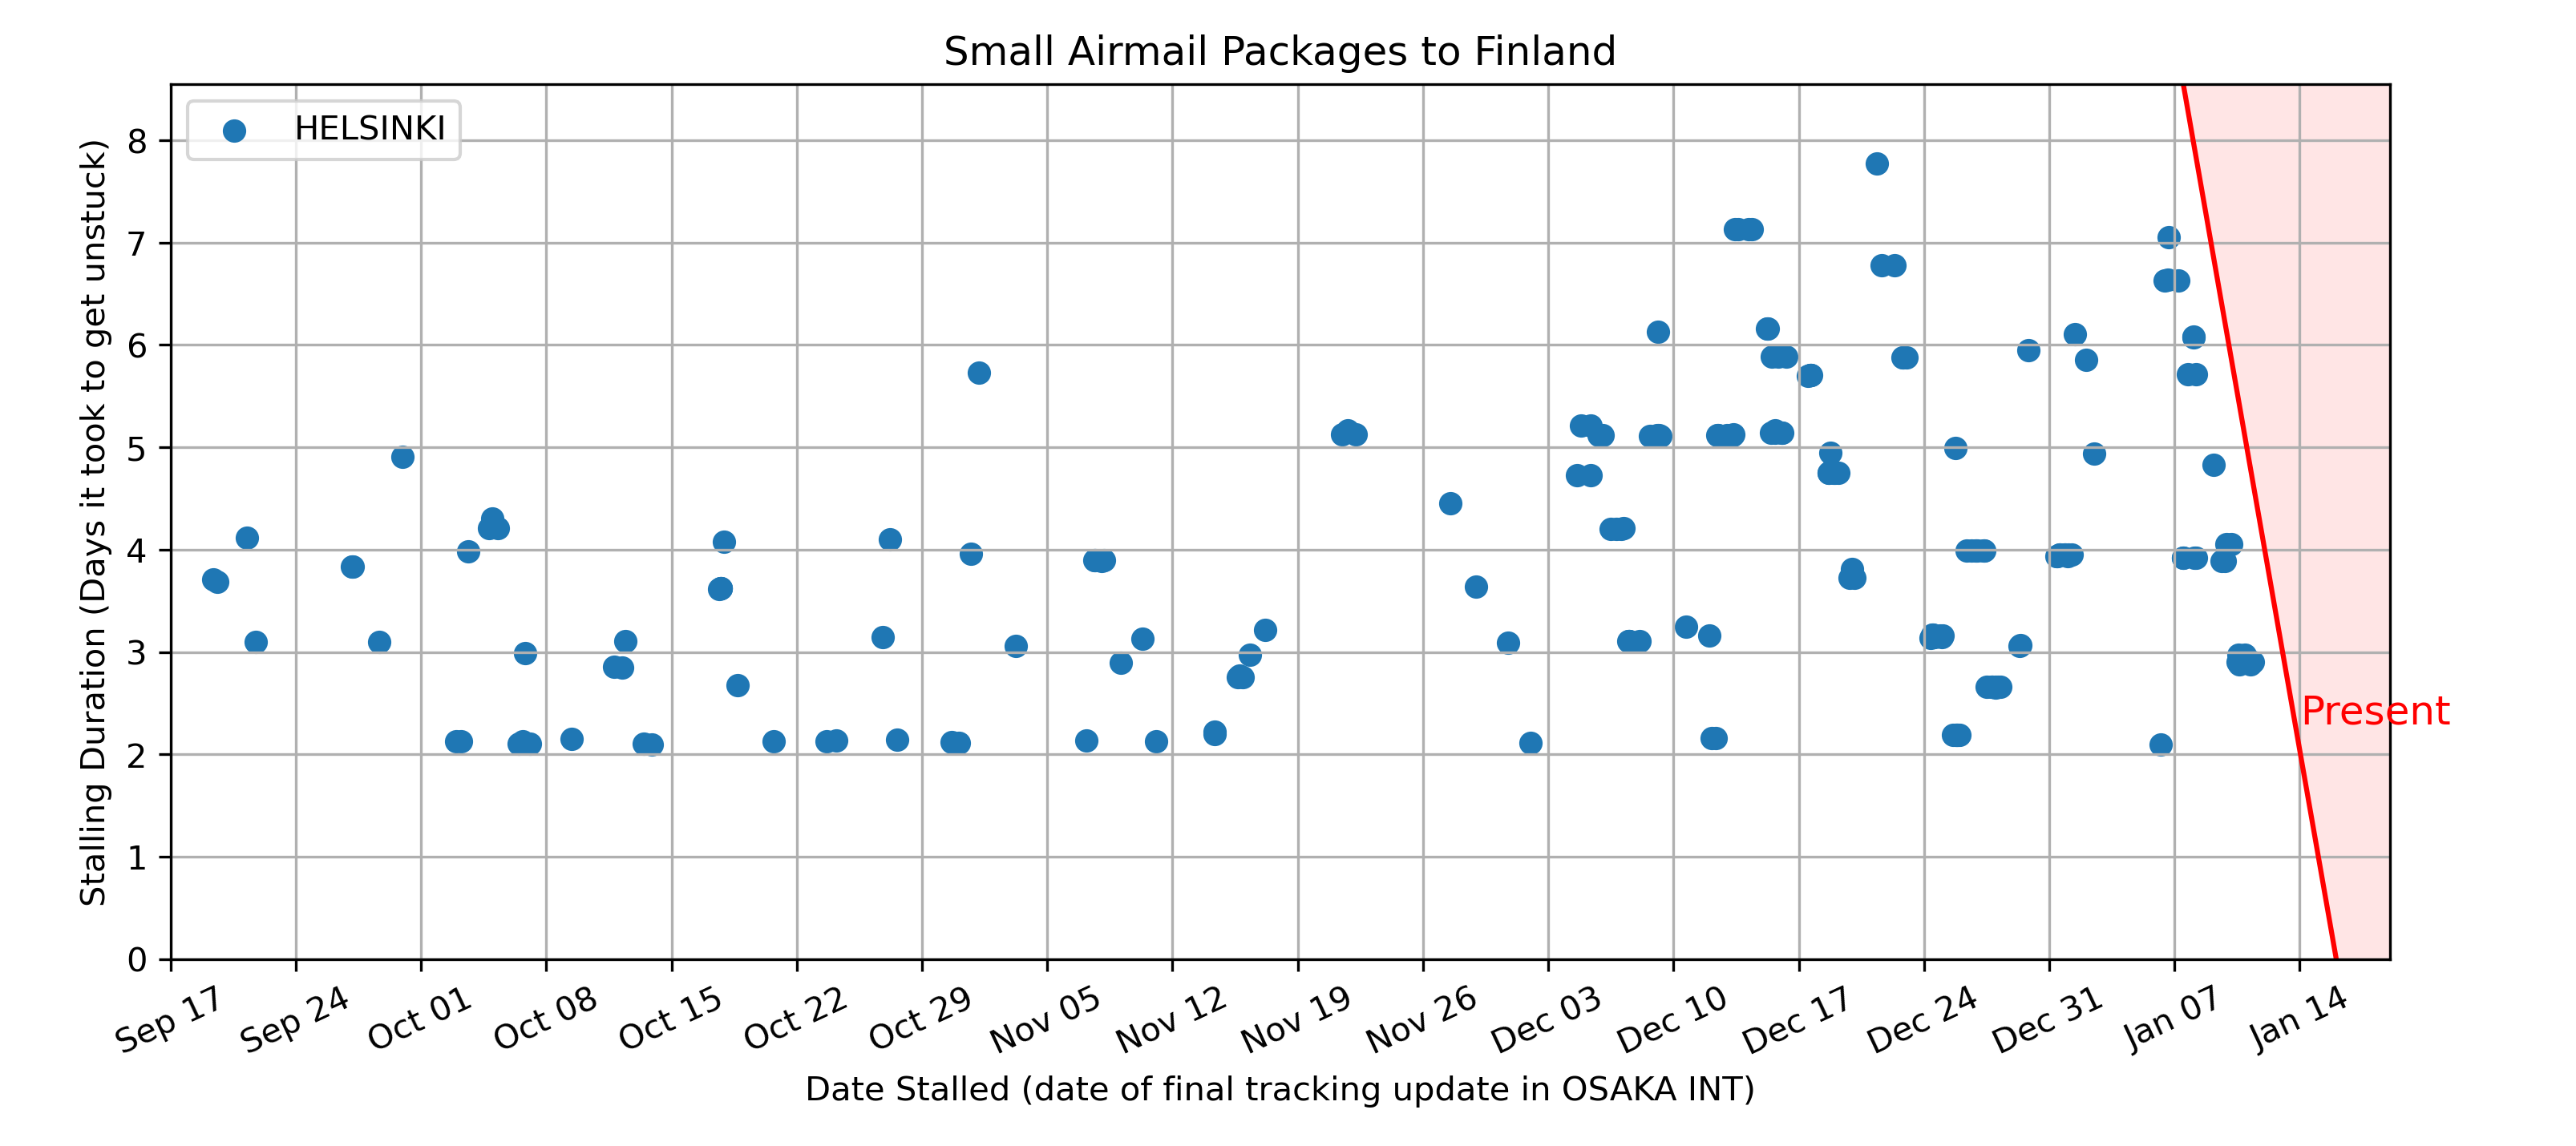 Small Airmail Packages to Finland
HELSINKI
Stalling Duration (Days it took to get unstuck)
8
7
6
5
4
3
2
1
0
Present
Sep 17
Sep 24
Oct 01
Oct 08
Oct 15
Oct 22
Oct 29
Nov 05
Nov 12
Nov 19
Nov 26
Dec 03
Dec 10
Dec 17
Dec 24
Dec 31
Jan 07
Jan 14
Date Stalled (date of final tracking update in OSAKA INT)